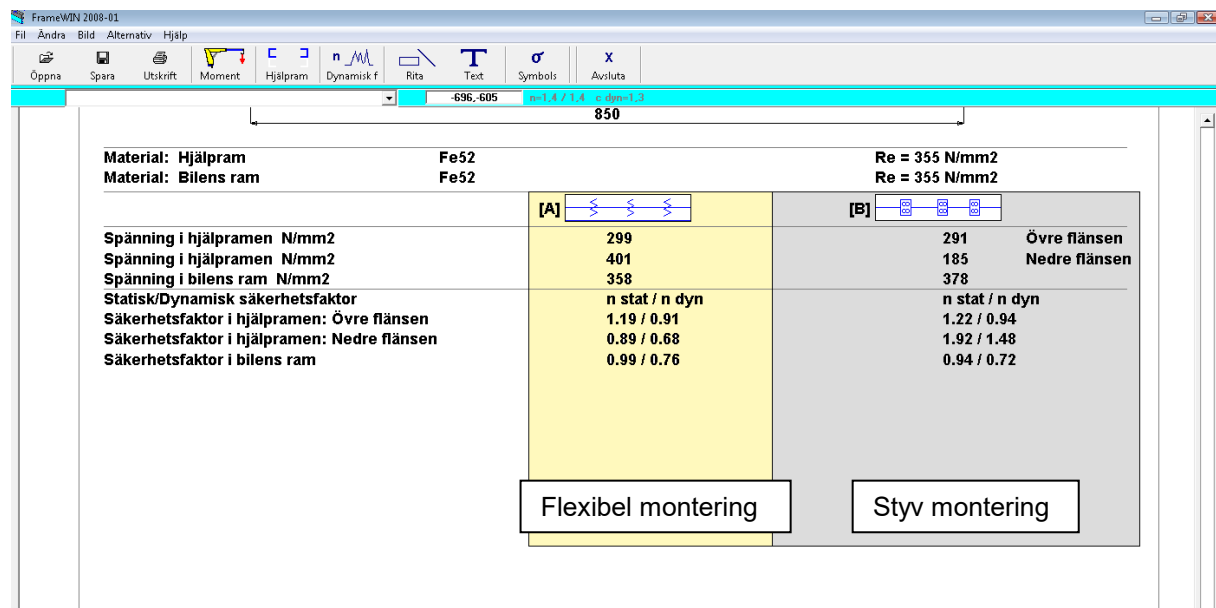 FrameWIN 2008-01
Fil Ändra Bild Alternativ Hjälp
Öppna Spara Utskrift Moment Hjälpram n Dynamisk f Rita T Text σ Symbols x Avsluta
-696,-605 n=1,4 / 1,4 c dyn=1,3
850
Material: Hjälpram Fe52 Re = 355 N/mm2
Material: Bilens ram Fe52 Re = 355 N/mm2
[A] [B]
Spänning i hjälpramen N/mm2 299 291 Övre flänsen
Spänning i hjälpramen N/mm2 401 185 Nedre flänsen
Spänning i bilens ram N/mm2 358 378
Statisk/Dynamisk säkerhetsfaktor n stat / n dyn n stat / n dyn
Säkerhetsfaktor i hjälpramen: Övre flänsen 1.19 / 0.91 1.22 / 0.94
Säkerhetsfaktor i hjälpramen: Nedre flänsen 0.89 / 0.68 1.92 / 1.48
Säkerhetsfaktor i bilens ram 0.99 / 0.76 0.94 / 0.72
Flexibel montering Styv montering